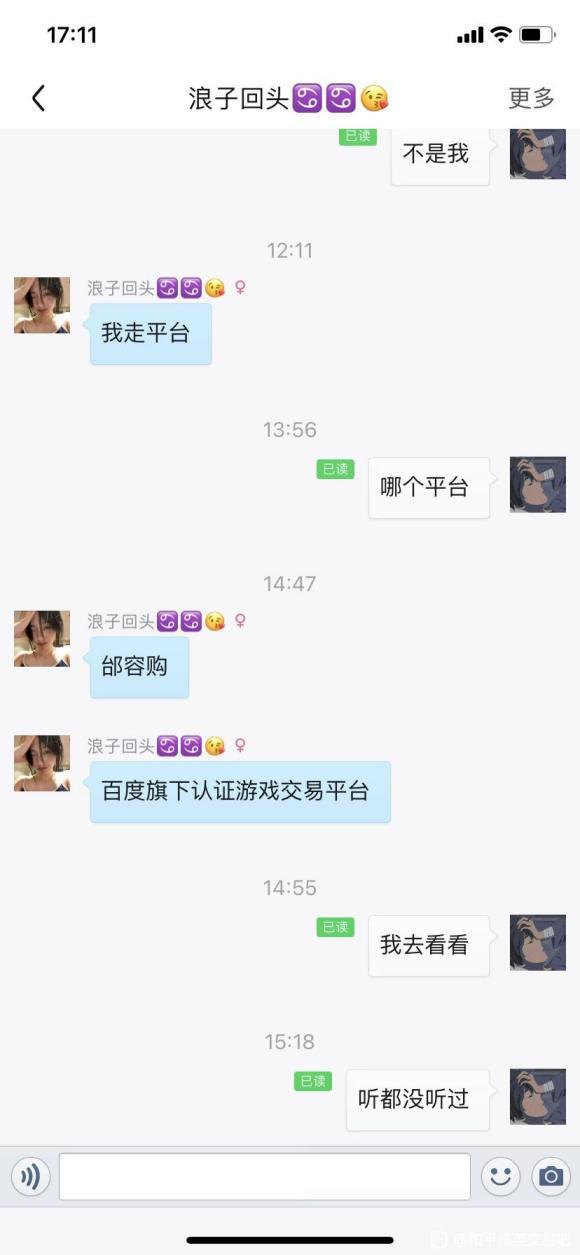 17:11
浪子回头♋♋😘
更多
已读
不是我
12:11
浪子回头♋♋😘♀
我走平台
13:56
已读
哪个平台
14:47
浪子回头♋♋😘♀
邰容购
浪子回头♋♋😘♀
百度旗下认证游戏交易平台
14:55
已读
我去看看
15:18
已读
听都没听过